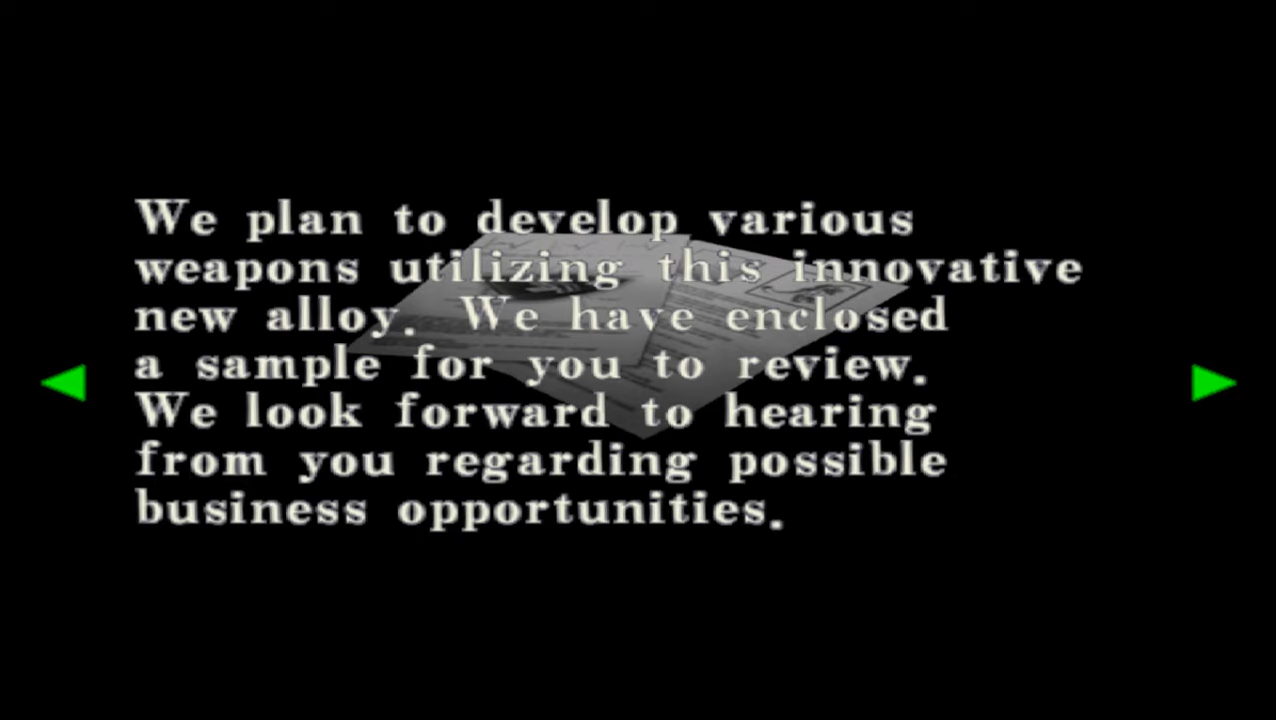 We plan to develop various
weapons utilizing this innovative
new alloy. We have enclosed
a sample for you to review.
We look forward to hearing
from you regarding possible
business opportunities.